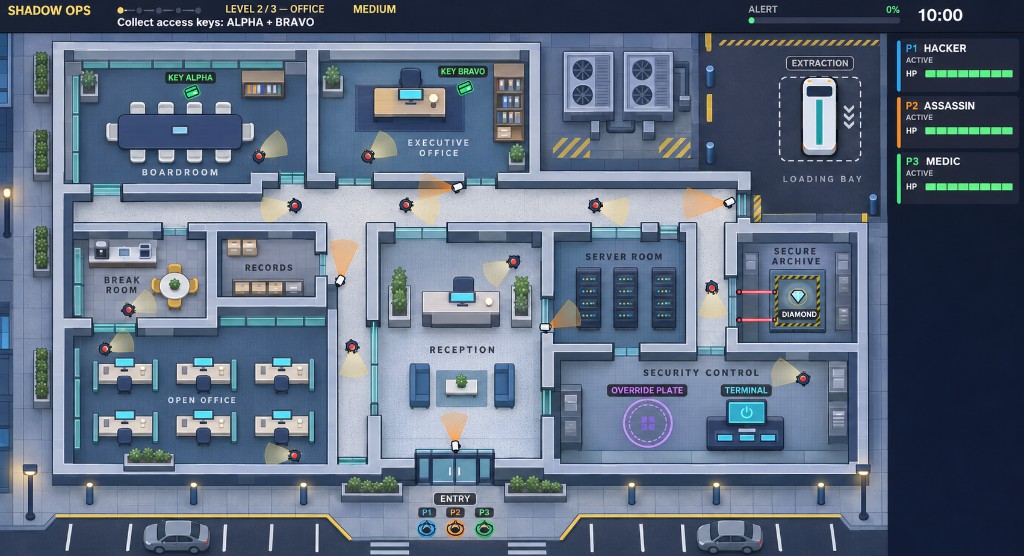 SHADOW OPS
LEVEL 2 / 3 — OFFICE
MEDIUM
Collect access keys: ALPHA + BRAVO
ALERT
0%
10:00
P1 HACKER
ACTIVE
HP
P2 ASSASSIN
ACTIVE
HP
P3 MEDIC
ACTIVE
HP
KEY ALPHA
BOARDROOM
KEY BRAVO
EXECUTIVE
OFFICE
EXTRACTION
LOADING BAY
BREAK
ROOM
RECORDS
SERVER ROOM
SECURE
ARCHIVE
DIAMOND
RECEPTION
OPEN OFFICE
SECURITY CONTROL
OVERRIDE PLATE
TERMINAL
ENTRY
P1 P2 P3